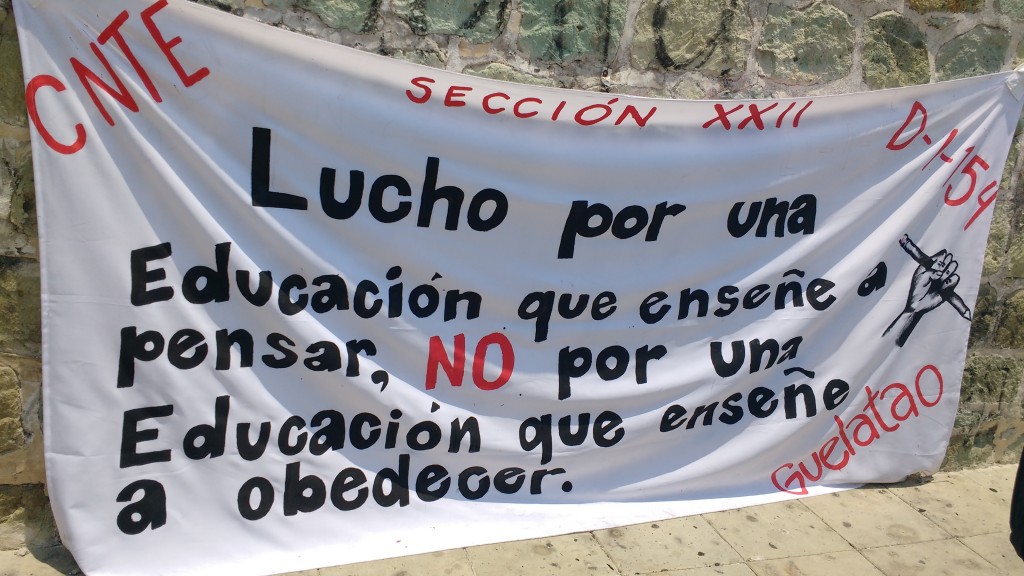 CNTE
SECCIÓN XXII
D-I-154
Lucho por una
Educación que enseñe a
pensar, NO por una
Educación que enseñe
a obedecer.
Guelatao